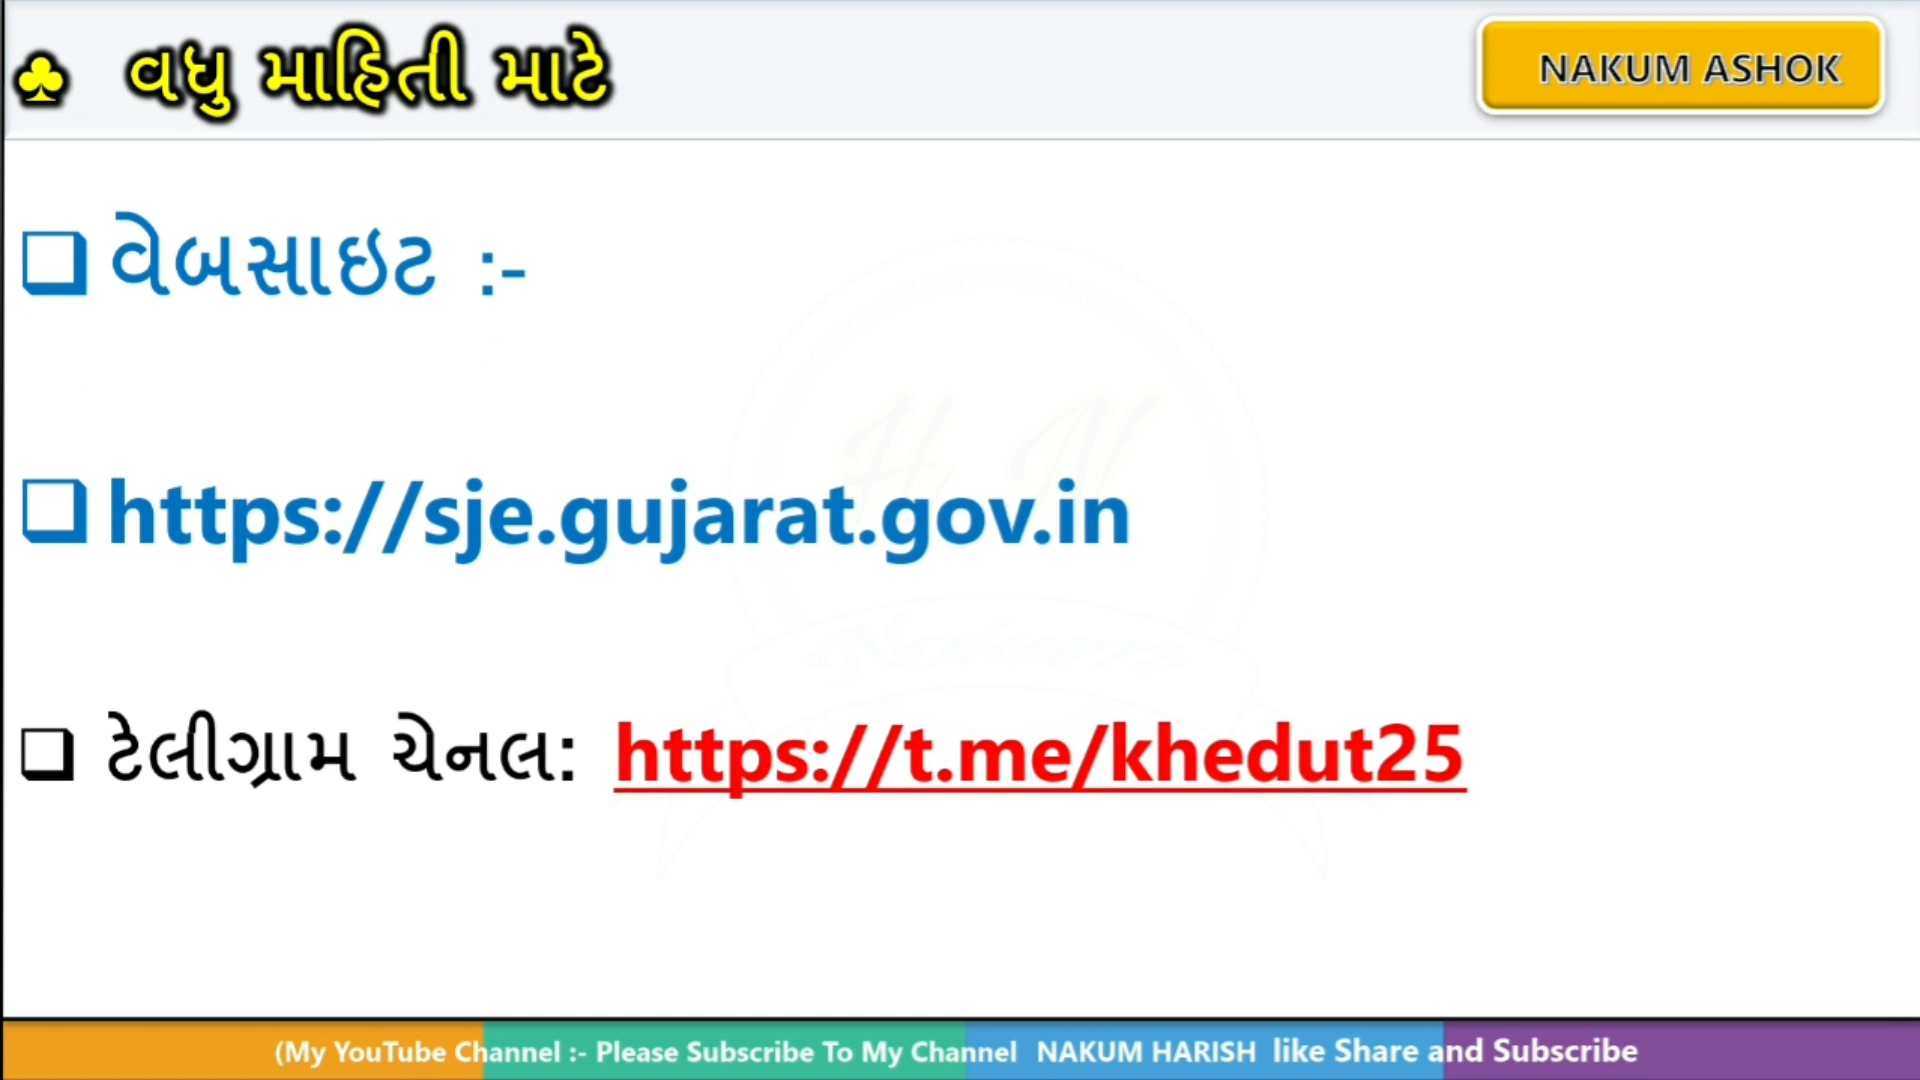 ♣ વધુ માહિતી માટે
NAKUM ASHOK
❑ વેબસાઇટ :-
❑ https://sje.gujarat.gov.in
❑ ટેલીગ્રામ ચેનલ: https://t.me/khedut25
H N
Nakum
(My YouTube Channel :- Please Subscribe To My Channel NAKUM HARISH like Share and Subscribe